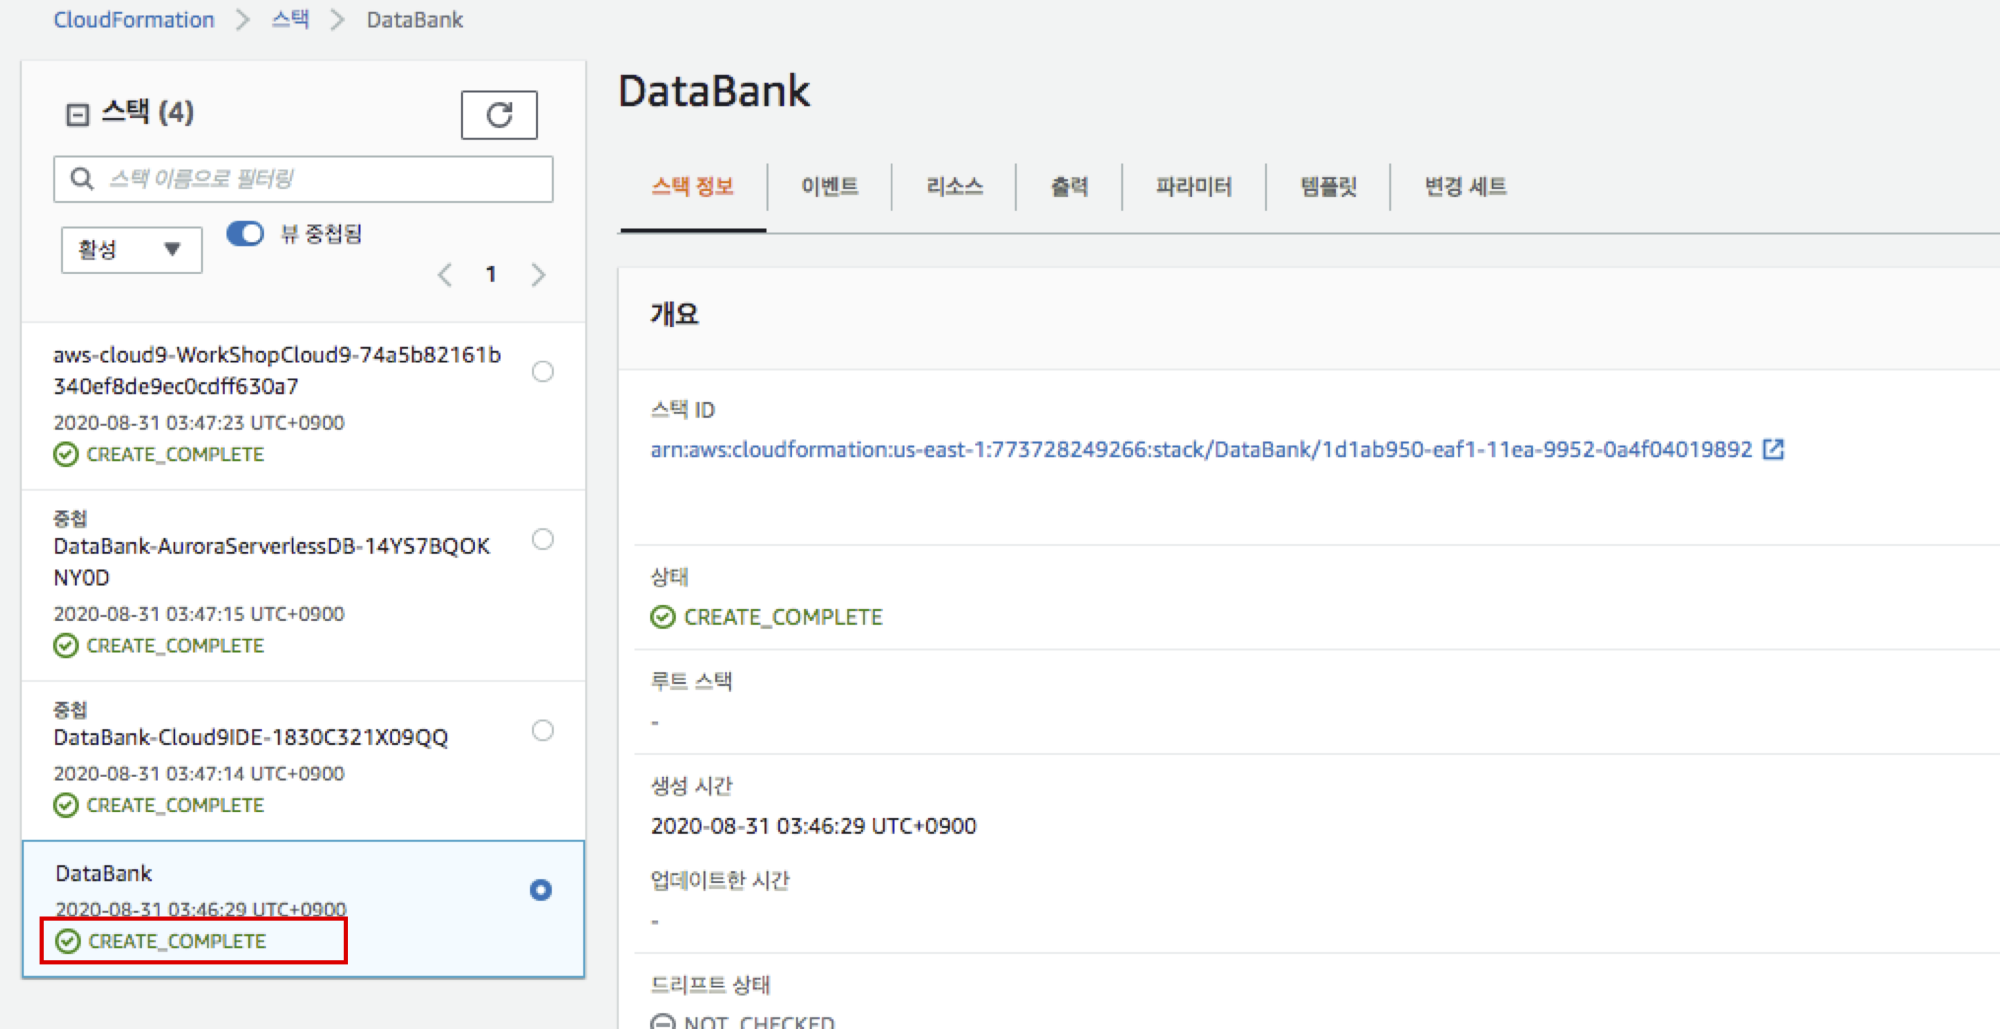 CloudFormation > 스택 > DataBank
스택 (4)
스택 이름으로 필터링
활성
뷰 중첩됨
1
aws-cloud9-WorkShopCloud9-74a5b82161b
340ef8de9ec0cdff630a7
2020-08-31 03:47:23 UTC+0900
CREATE_COMPLETE
중첩
DataBank-AuroraServerlessDB-14YS7BQOK
NY0D
2020-08-31 03:47:15 UTC+0900
CREATE_COMPLETE
중첩
DataBank-Cloud9IDE-1830C321X09QQ
2020-08-31 03:47:14 UTC+0900
CREATE_COMPLETE
DataBank
2020-08-31 03:46:29 UTC+0900
CREATE_COMPLETE
DataBank
스택 정보 이벤트 리소스 출력 파라미터 템플릿 변경 세트
개요
스택 ID
arn:aws:cloudformation:us-east-1:773728249266:stack/DataBank/1d1ab950-eaf1-11ea-9952-0a4f04019892
상태
CREATE_COMPLETE
루트 스택
-
생성 시간
2020-08-31 03:46:29 UTC+0900
업데이트한 시간
-
드리프트 상태
NOT_CHECKED